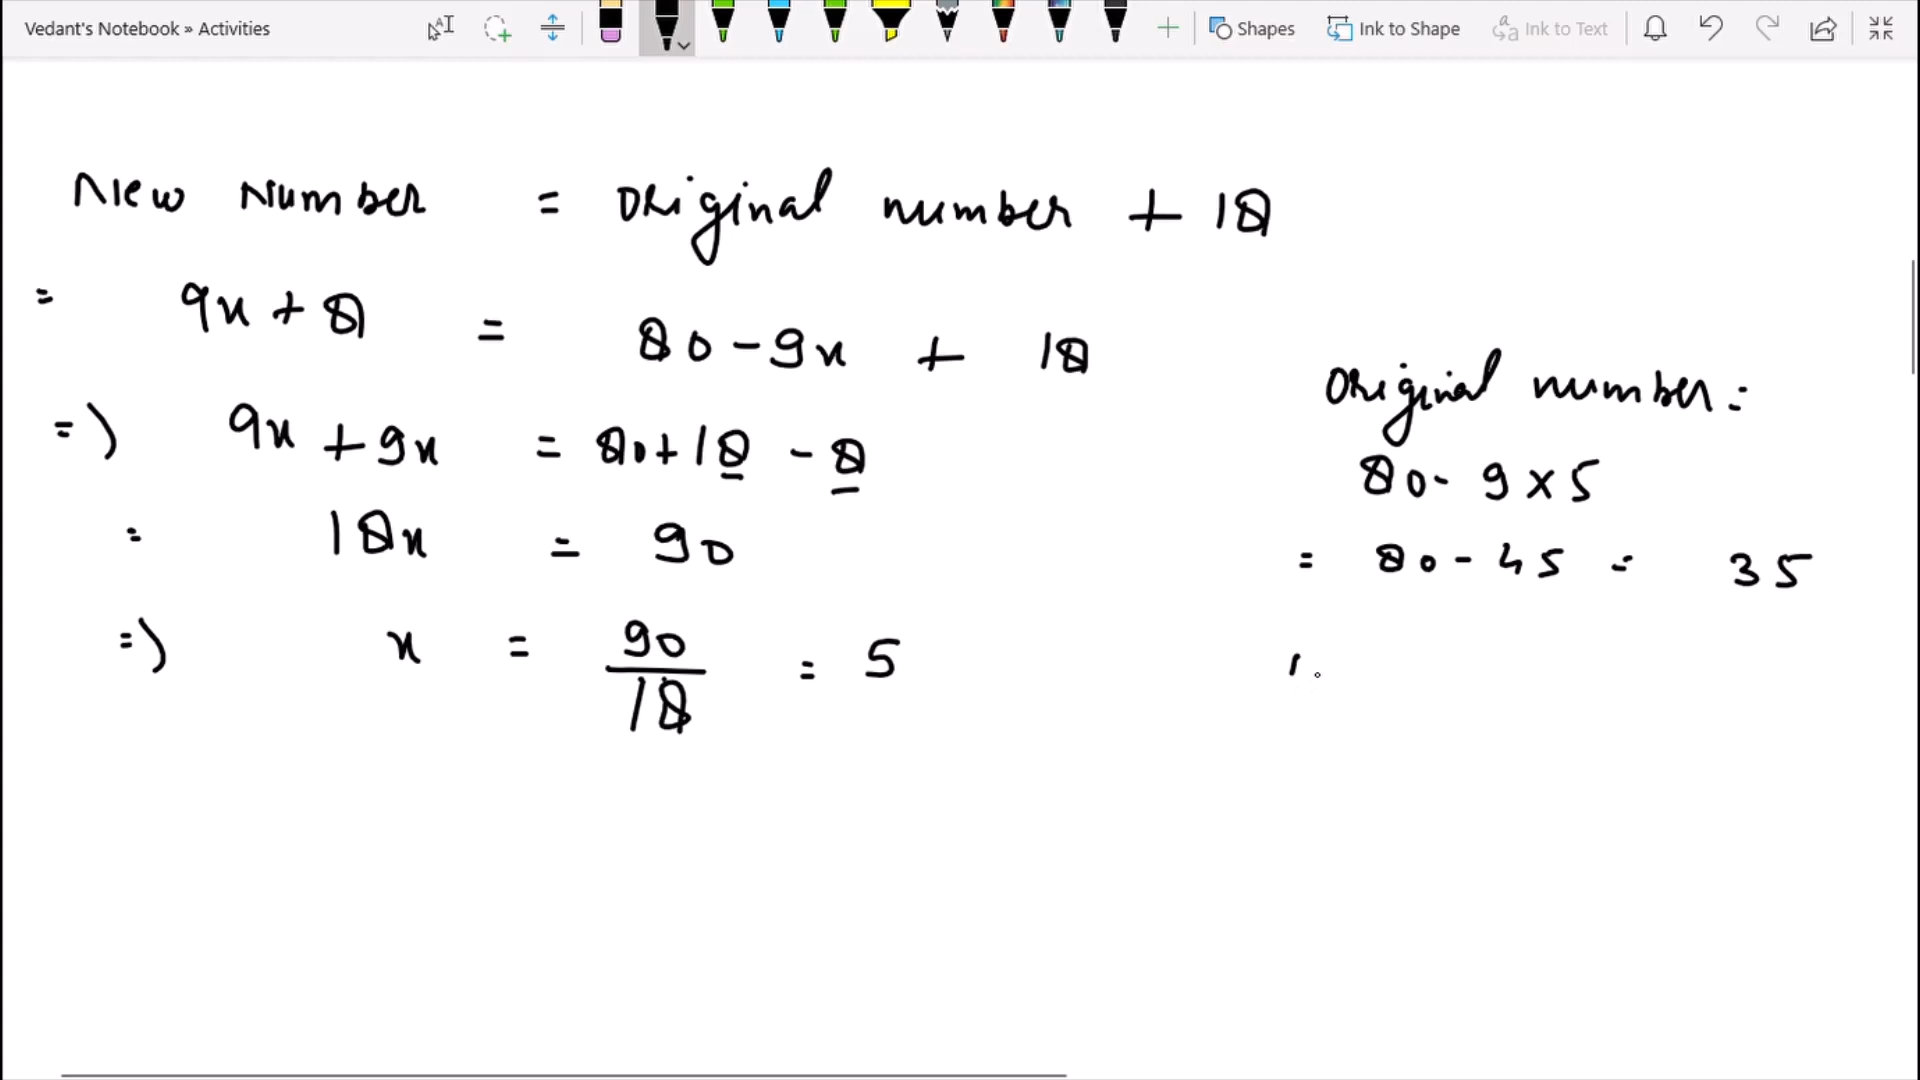 Vedant's Notebook » Activities
Shapes
Ink to Shape
Ink to Text
New Number = Original number + 18
= 9x + 8 = 80 - 9x + 18
=> 9x + 9x = 80 + 18 - 8
= 18x = 90
=> x = 90/18 = 5
Original number =
80 - 9 x 5
= 80 - 45 = 35